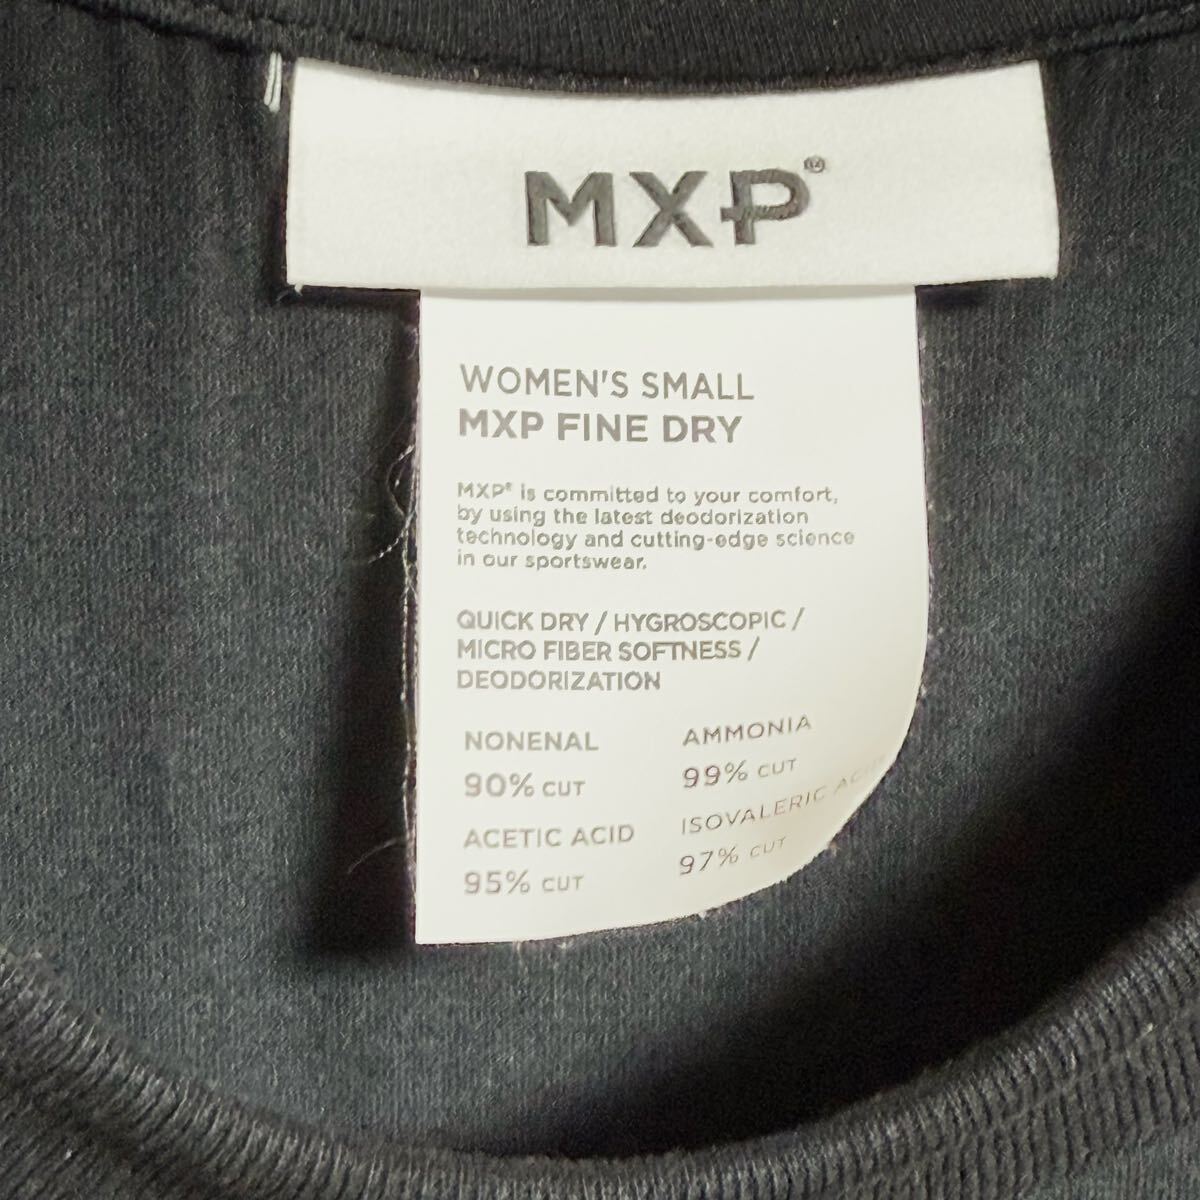 MXP®
WOMEN'S SMALL
MXP FINE DRY
MXP® is committed to your comfort,
by using the latest deodorization
technology and cutting-edge science
in our sportswear.
QUICK DRY / HYGROSCOPIC /
MICRO FIBER SOFTNESS /
DEODORIZATION
NONENAL
90% CUT
AMMONIA
99% CUT
ACETIC ACID
95% CUT
ISOVALERIC ACID
97% CUT